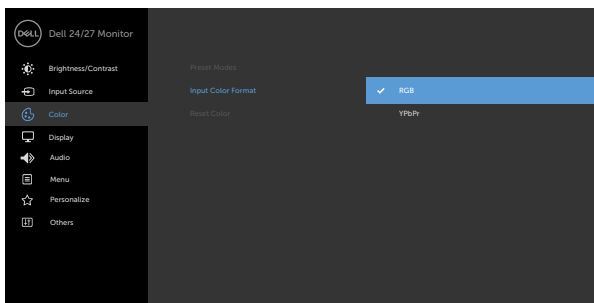 DELL
Dell 24/27 Monitor
Brightness/Contrast
Input Source
Color
Display
Audio
Menu
Personalize
Others
Preset Modes
Input Color Format
Reset Color
RGB
YPbPr